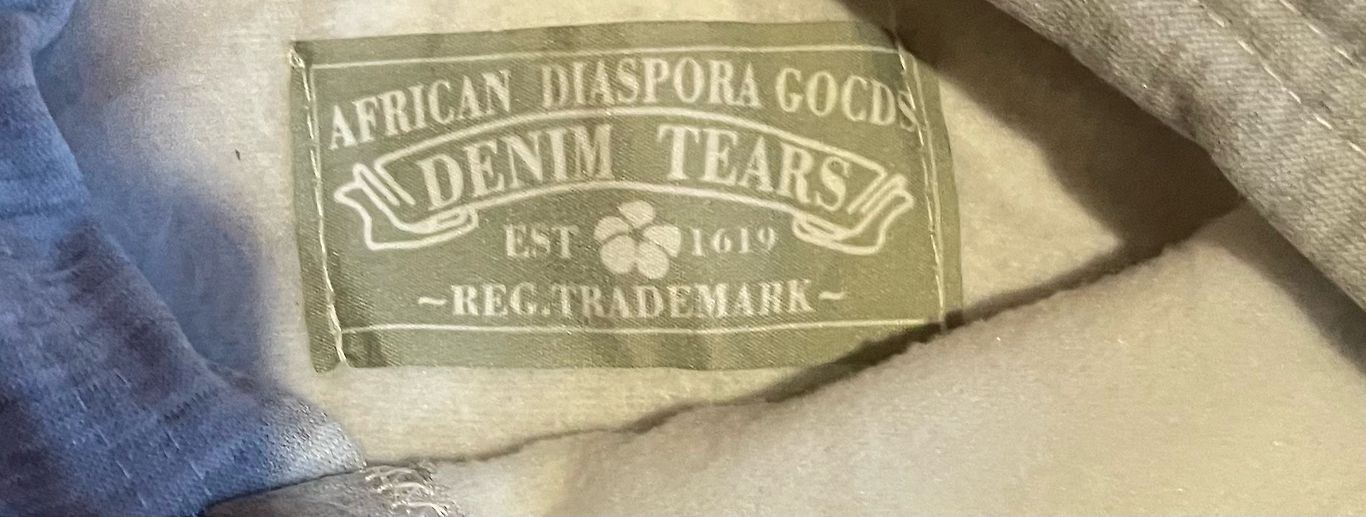 AFRICAN DIASPORA GOCDS
DENIM TEARS
EST 1619
~REG.TRADEMARK~